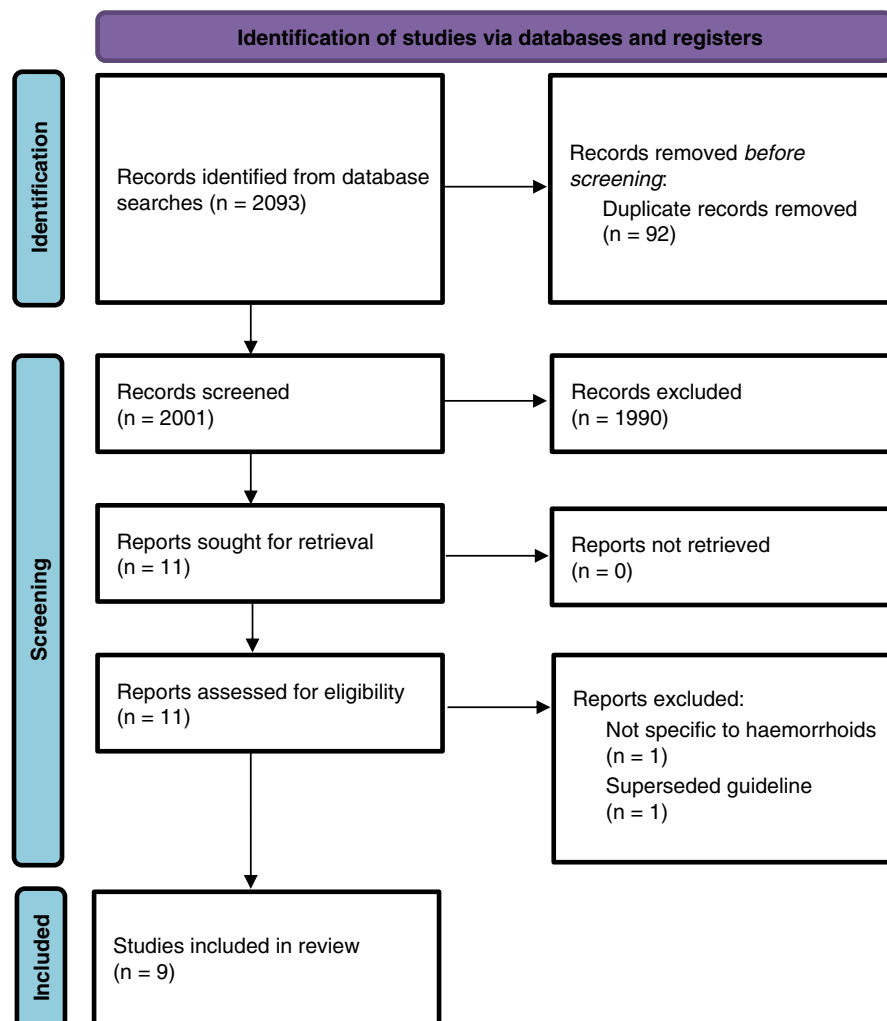 Identification of studies via databases and registers
Identification
Records identified from database
searches (n = 2093)
Records removed before
screening:
Duplicate records removed
(n = 92)
Screening
Records screened
(n = 2001)
Records excluded
(n = 1990)
Reports sought for retrieval
(n = 11)
Reports not retrieved
(n = 0)
Reports assessed for eligibility
(n = 11)
Reports excluded:
Not specific to haemorrhoids
(n = 1)
Superseded guideline
(n = 1)
Included
Studies included in review
(n = 9)